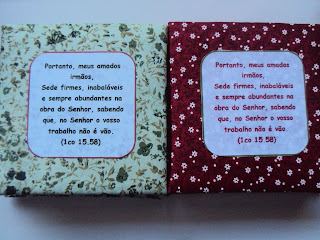 Portanto, meus amados
irmãos,
Sede firmes, inabaláveis
e sempre abundantes na
obra do Senhor, sabendo
que, no Senhor o vosso
trabalho não é vão.
(1co 15.58)
Portanto, meus amados
irmãos,
Sede firmes, inabaláveis
e sempre abundantes na
obra do Senhor, sabendo
que, no Senhor o vosso
trabalho não é vão.
(1co 15.58)